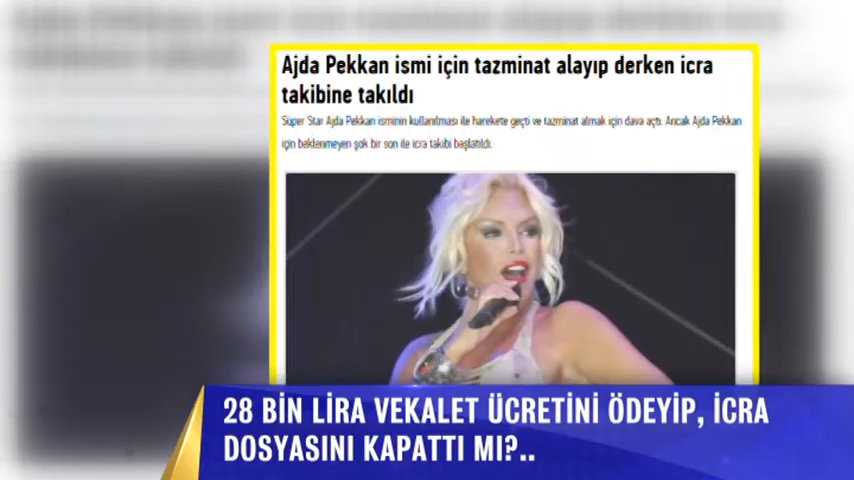 Ajda Pekkan ismi için tazminat alayıp derken icra
takibine takıldı
Süper Star Ajda Pekkan isminin kullanılması ile harekete geçti ve tazminat almak için dava açtı. Ancak Ajda Pekkan
için beklenmeyen şok bir son ile icra takibi başlatıldı.
28 BİN LİRA VEKALET ÜCRETİNİ ÖDEYİP, İCRA
DOSYASINI KAPATTI MI?..